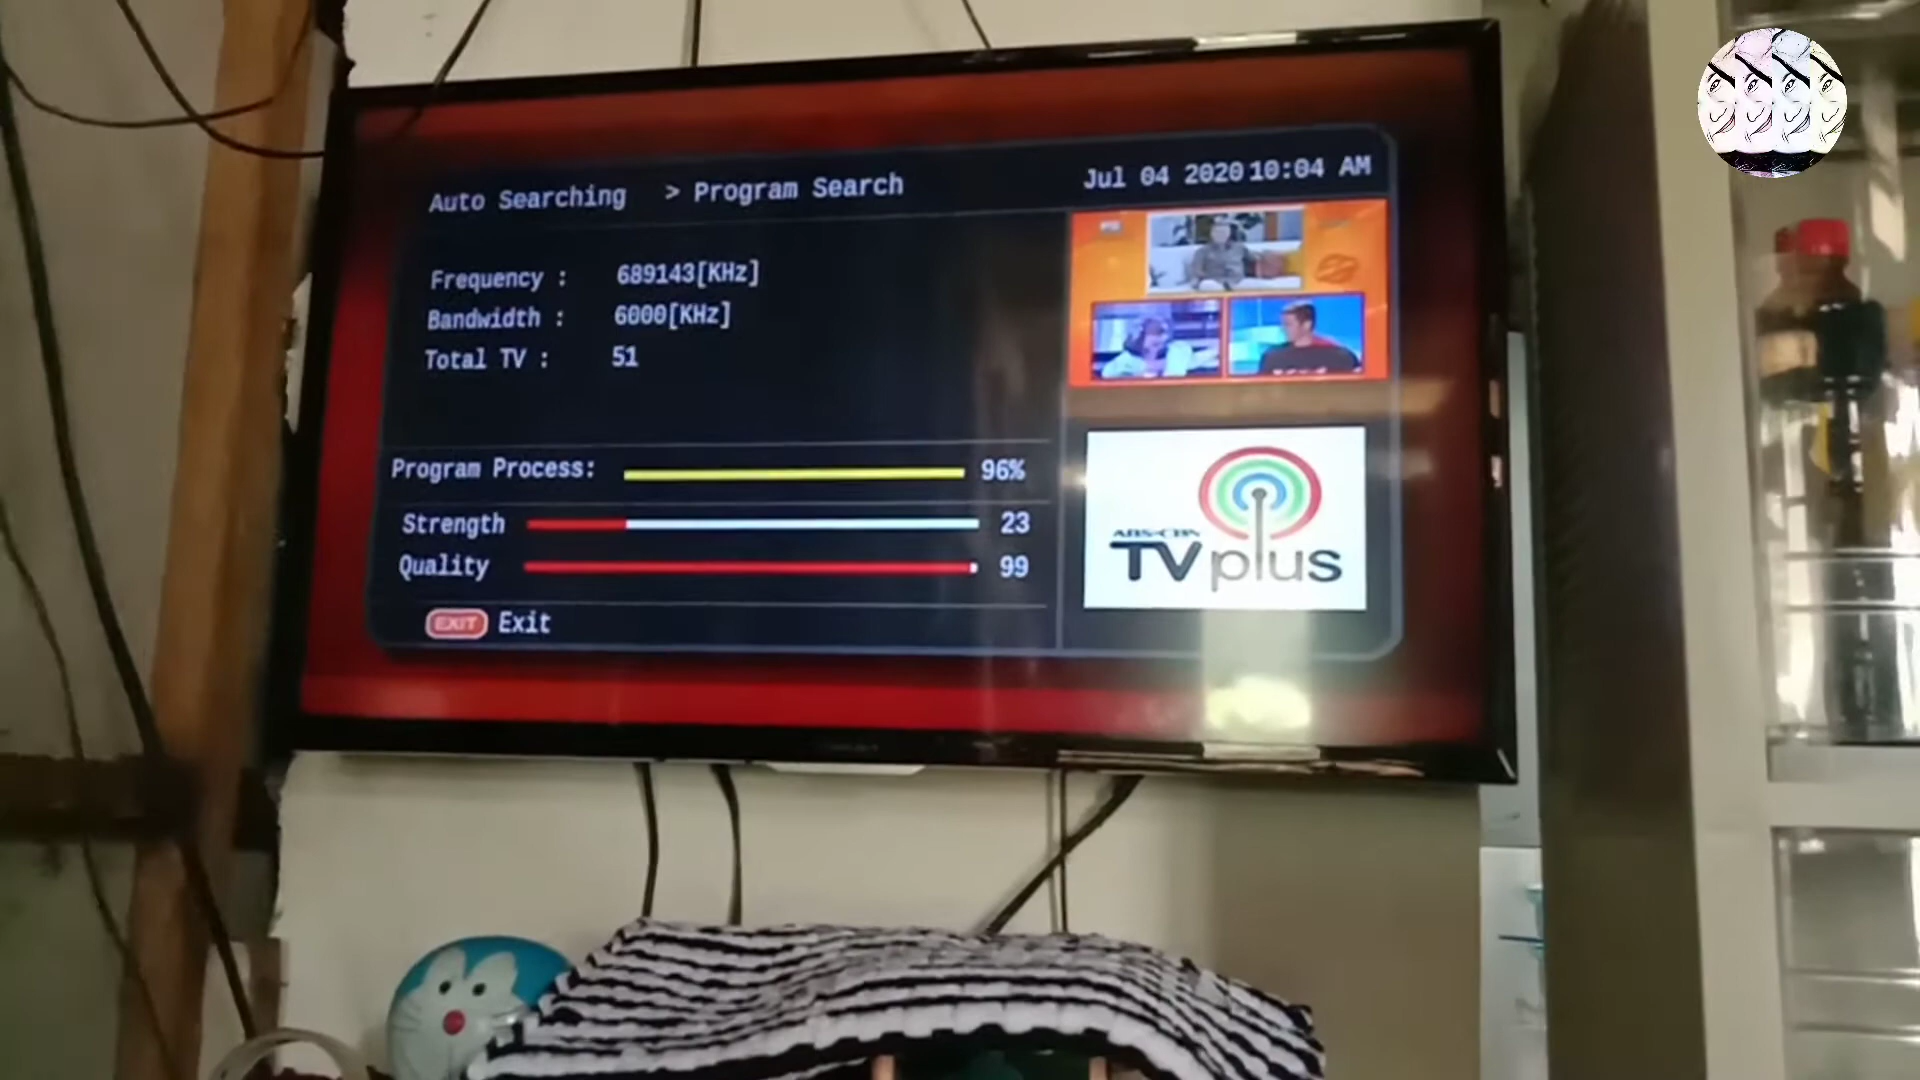 Auto Searching > Program Search
Jul 04 2020 10:04 AM
Frequency : 689143[KHz]
Bandwidth : 6000[KHz]
Total TV : 51
Program Process: 96%
Strength 23
Quality 99
EXIT Exit
ABS-CBN
TVplus